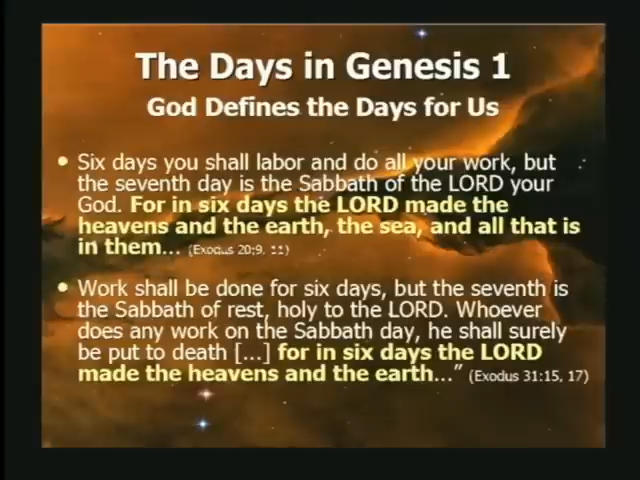 The Days in Genesis 1
God Defines the Days for Us
• Six days you shall labor and do all your work, but
the seventh day is the Sabbath of the LORD your
God. For in six days the LORD made the
heavens and the earth, the sea, and all that is
in them... (Exodus 20:9, 11)
• Work shall be done for six days, but the seventh is
the Sabbath of rest, holy to the LORD. Whoever
does any work on the Sabbath day, he shall surely
be put to death [...] for in six days the LORD
made the heavens and the earth..." (Exodus 31:15, 17)